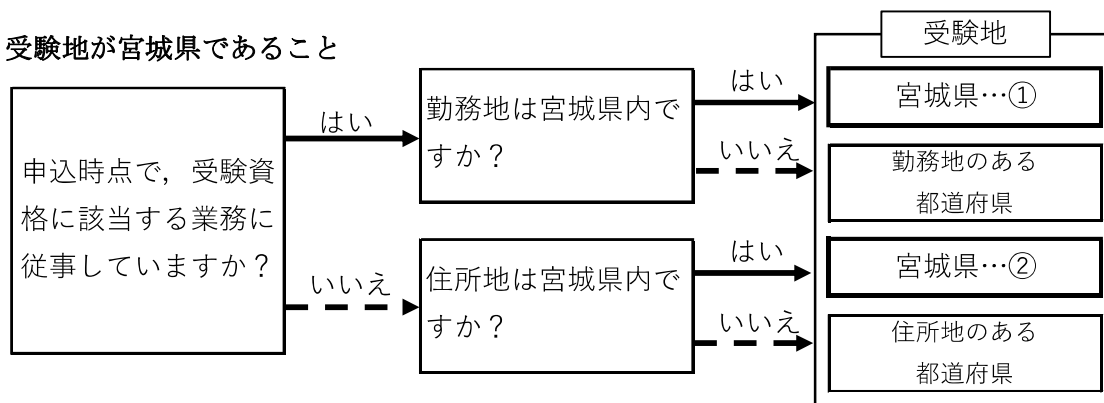 受験地が宮城県であること
申込時点で，受験資
格に該当する業務に
従事していますか？
はい
いいえ
勤務地は宮城県内で
すか？
はい
いいえ
住所地は宮城県内で
すか？
はい
いいえ
受験地
宮城県…①
勤務地のある
都道府県
宮城県…②
住所地のある
都道府県